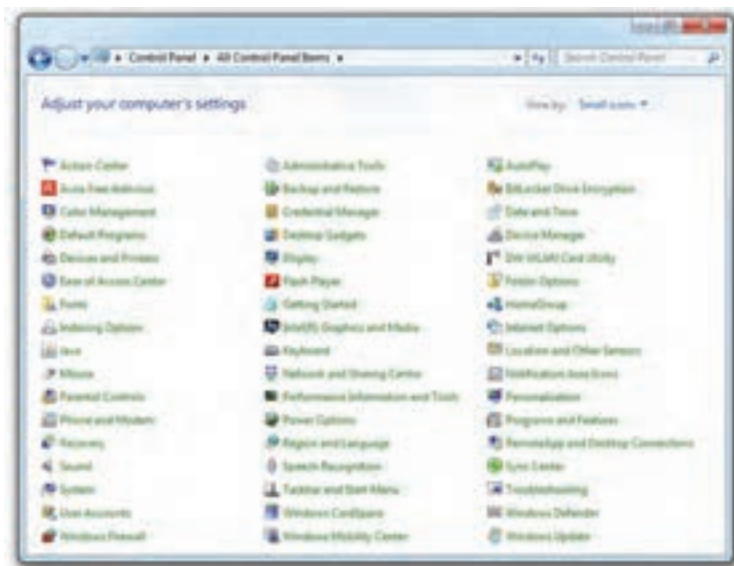 Control Panel ▸ All Control Panel Items ▸
Search Control Panel
Adjust your computer's settings
View by: Small icons
Action Center
Administrative Tools
AutoPlay
Avira Free Antivirus
Backup and Restore
BitLocker Drive Encryption
Color Management
Credential Manager
Date and Time
Default Programs
Desktop Gadgets
Device Manager
Devices and Printers
Display
DW WLAN Card Utility
Ease of Access Center
Flash Player
Folder Options
Fonts
Getting Started
HomeGroup
Indexing Options
Intel(R) Graphics and Media
Internet Options
Java
Keyboard
Location and Other Sensors
Mouse
Network and Sharing Center
Notification Area Icons
Parental Controls
Performance Information and Tools
Personalization
Phone and Modem
Power Options
Programs and Features
Recovery
Region and Language
RemoteApp and Desktop Connections
Sound
Speech Recognition
Sync Center
System
Taskbar and Start Menu
Troubleshooting
User Accounts
Windows CardSpace
Windows Defender
Windows Firewall
Windows Mobility Center
Windows Update